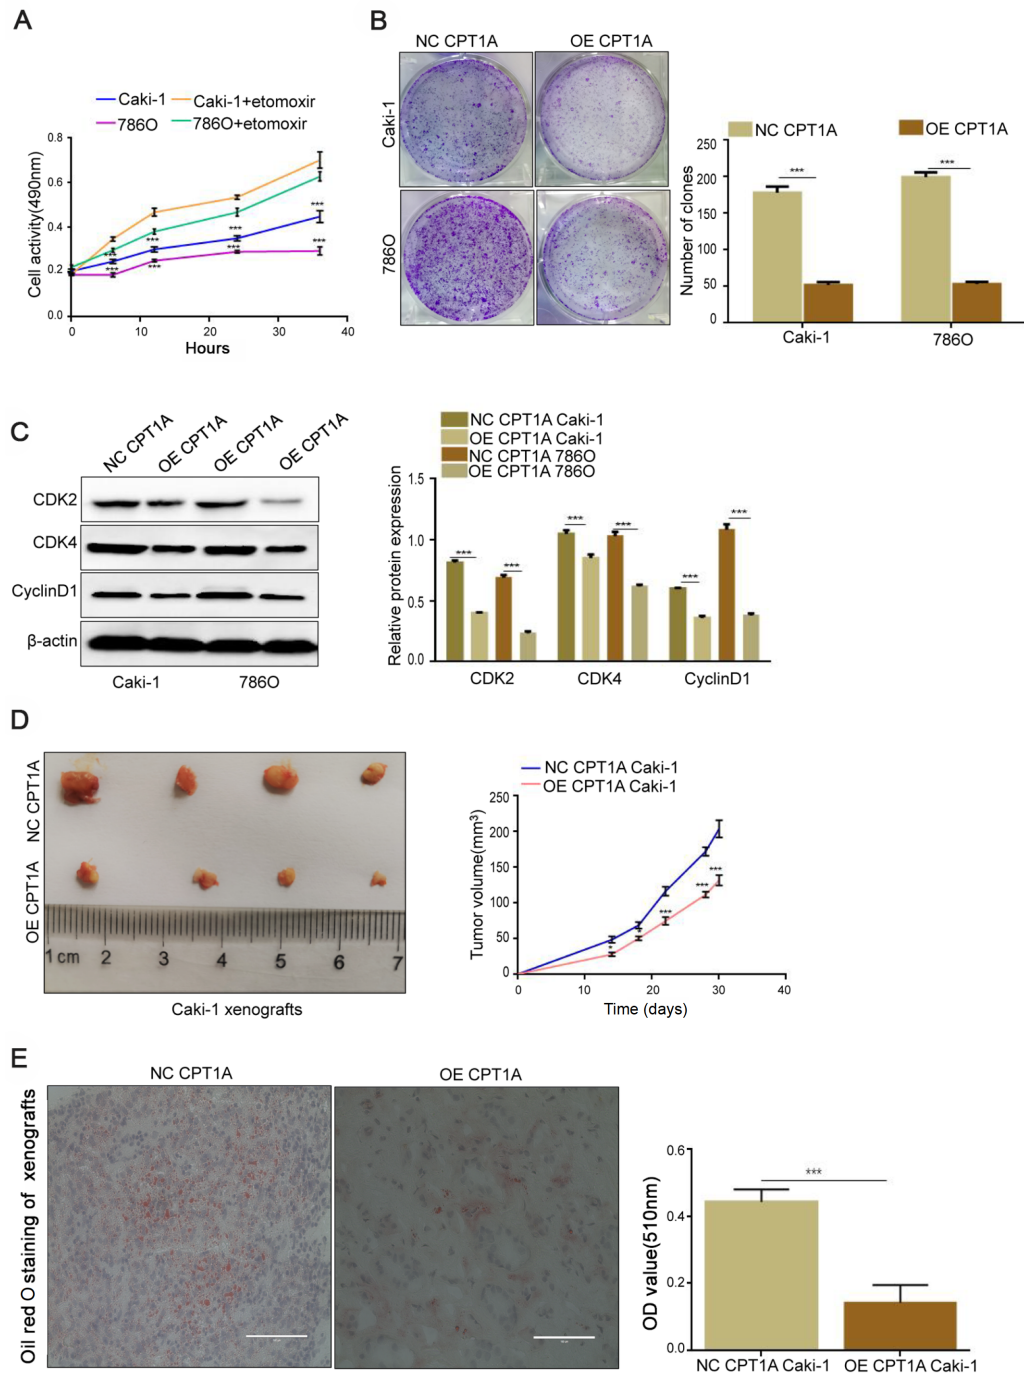 A
Caki-1
Caki-1+etomoxir
786O
786O+etomoxir
Cell activity(490nm)
0.8
0.6
0.4
0.2
0.0
***
***
***
***
***
***
***
***
0
10
20
30
40
Hours
B
NC CPT1A
OE CPT1A
Caki-1
786O
NC CPT1A
OE CPT1A
Number of clones
250
200
150
100
50
0
***
***
Caki-1
786O
C
NC CPT1A
OE CPT1A
OE CPT1A
OE CPT1A
CDK2
CDK4
CyclinD1
β-actin
Caki-1
786O
NC CPT1A Caki-1
OE CPT1A Caki-1
NC CPT1A 786O
OE CPT1A 786O
Relative protein expression
1.5
1.0
0.5
0.0
***
***
***
***
***
***
CDK2
CDK4
CyclinD1
D
NC CPT1A
OE CPT1A
1 cm 2 3 4 5 6 7
Caki-1 xenografts
NC CPT1A Caki-1
OE CPT1A Caki-1
Tumor volume(mm³)
250
200
150
100
50
0
*
*
***
***
***
0
10
20
30
40
Time (days)
E
NC CPT1A
OE CPT1A
Oil red O staining of xenografts
OD value(510nm)
0.6
0.4
0.2
0.0
***
NC CPT1A Caki-1
OE CPT1A Caki-1